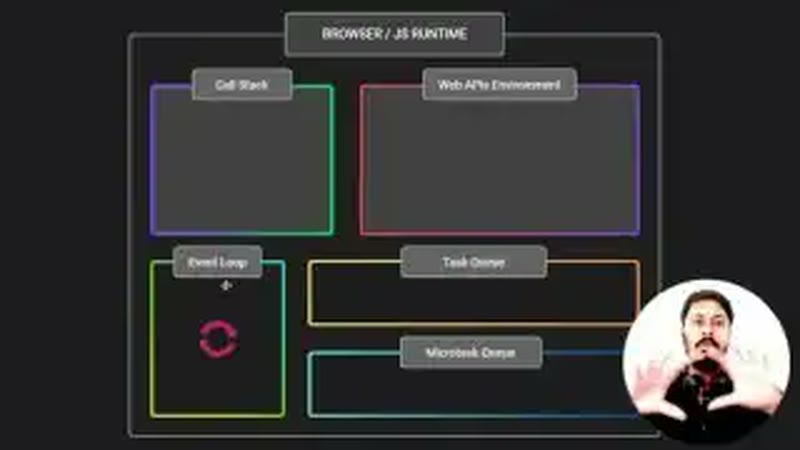 BROWSER / JS RUNTIME
Call Stack
Web APIs Environment
Event Loop
Task Queue
Microtask Queue